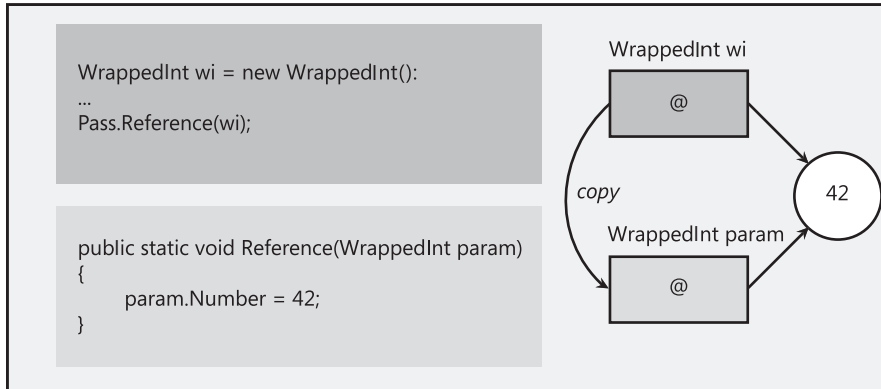 WrappedInt wi = new WrappedInt():
...
Pass.Reference(wi);
public static void Reference(WrappedInt param)
{
param.Number = 42;
}
WrappedInt wi
@
copy
42
WrappedInt param
@